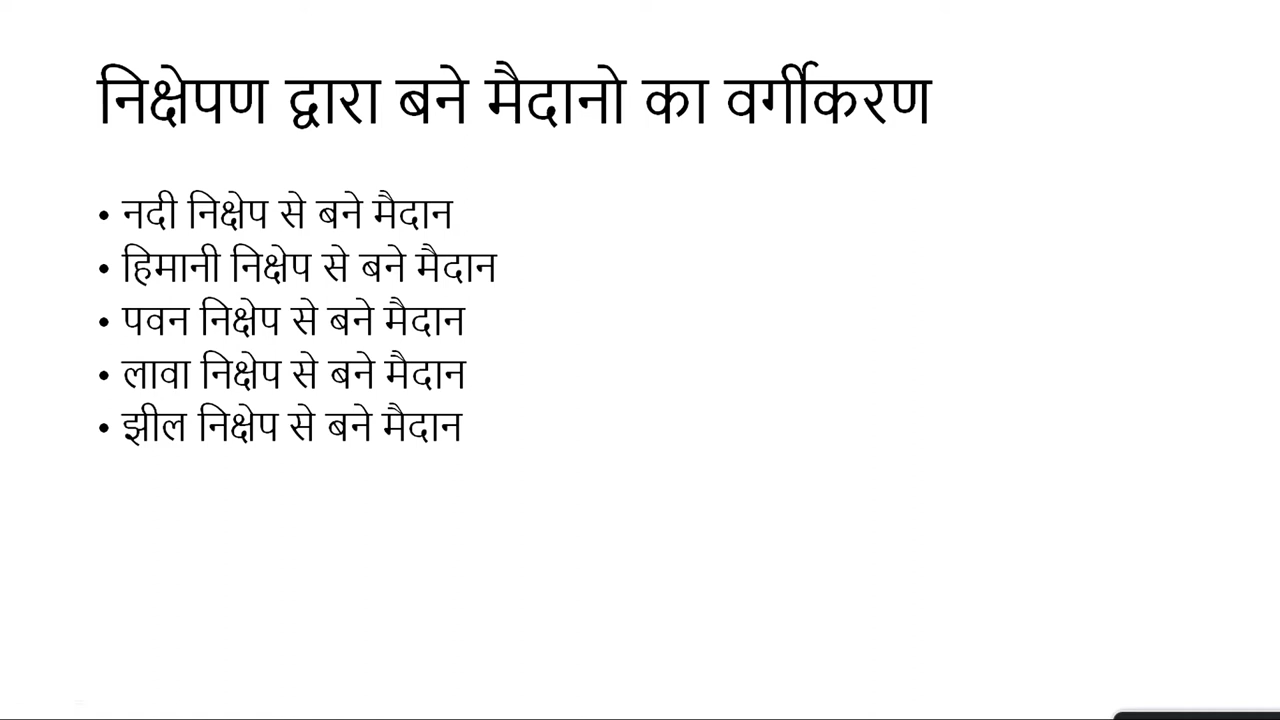 निक्षेपण द्वारा बने मैदानो का वर्गीकरण
• नदी निक्षेप से बने मैदान
• हिमानी निक्षेप से बने मैदान
• पवन निक्षेप से बने मैदान
• लावा निक्षेप से बने मैदान
• झील निक्षेप से बने मैदान